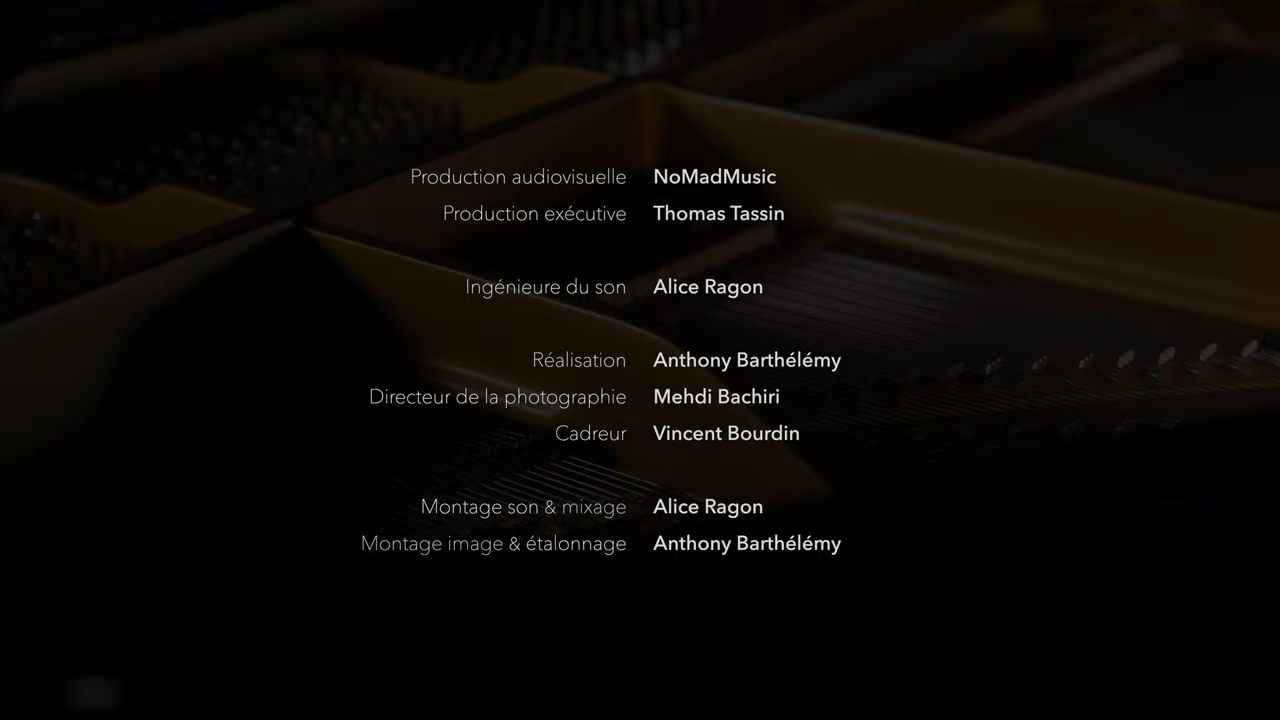 Production audiovisuelle NoMadMusic
Production exécutive Thomas Tassin
Ingénieure du son Alice Ragon
Réalisation Anthony Barthélémy
Directeur de la photographie Mehdi Bachiri
Cadreur Vincent Bourdin
Montage son & mixage Alice Ragon
Montage image & étalonnage Anthony Barthélémy